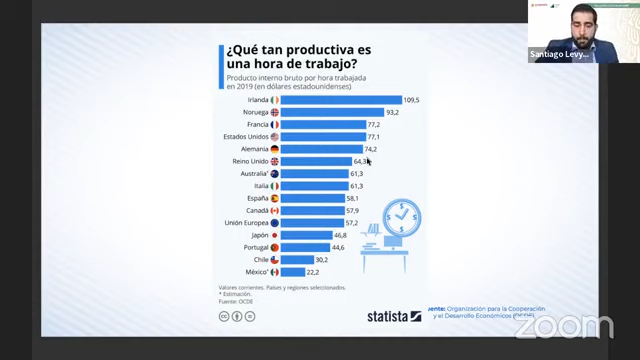 ¿Qué tan productiva es
una hora de trabajo?
Producto interno bruto por hora trabajada
en 2019 (en dólares estadounidenses)
Irlanda 109,5
Noruega 93,2
Francia 77,2
Estados Unidos 77,1
Alemania 74,2
Reino Unido 64,3
Australia* 61,3
Italia 61,3
España 58,1
Canadá 57,9
Unión Europea 57,2
Japón 46,8
Portugal 44,6
Chile 30,2
México* 22,2
Valores corrientes. Países y regiones seleccionados.
* Estimación.
Fuente: OCDE
statista
uente: Organización para la Cooperación
y el Desarrollo Económicos (OCDE)
zoom
Santiago Levy...